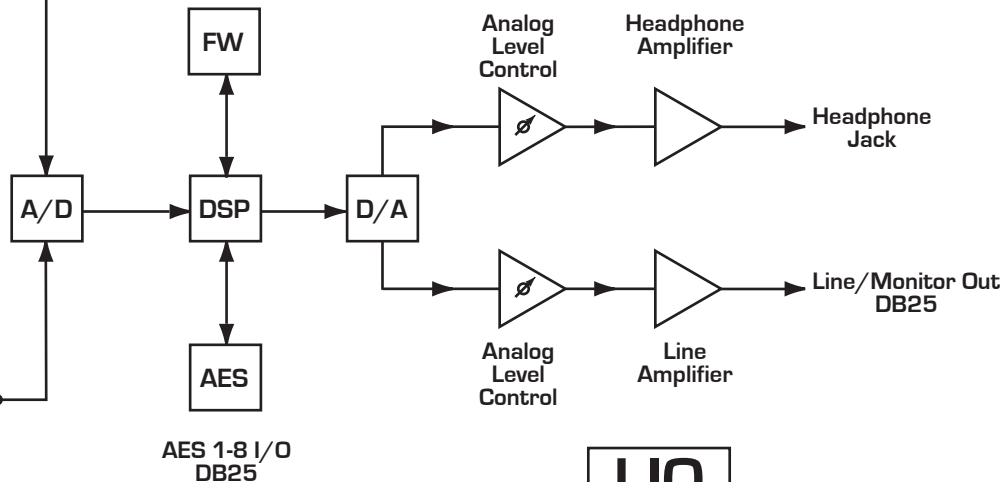 FW
Analog
Level
Control
Headphone
Amplifier
Headphone
Jack
A/D
DSP
D/A
Line/Monitor Out
DB25
AES
Analog
Level
Control
Line
Amplifier
AES 1-8 I/O
DB25